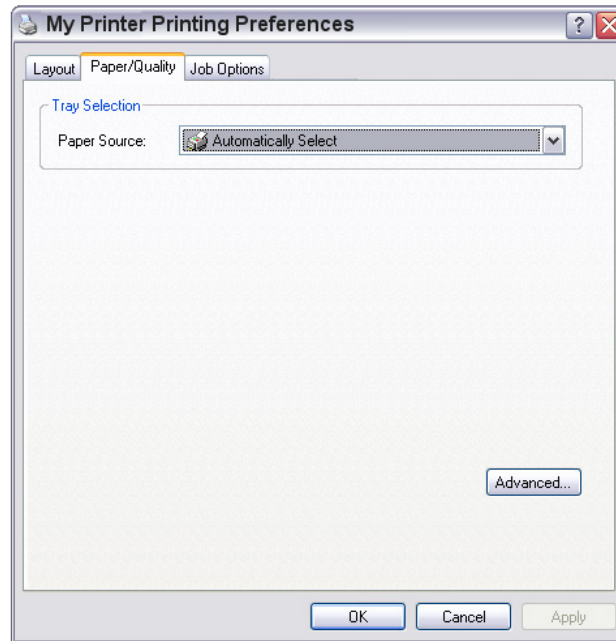 My Printer Printing Preferences
Layout Paper/Quality Job Options
Tray Selection
Paper Source: Automatically Select
Advanced...
OK Cancel Apply